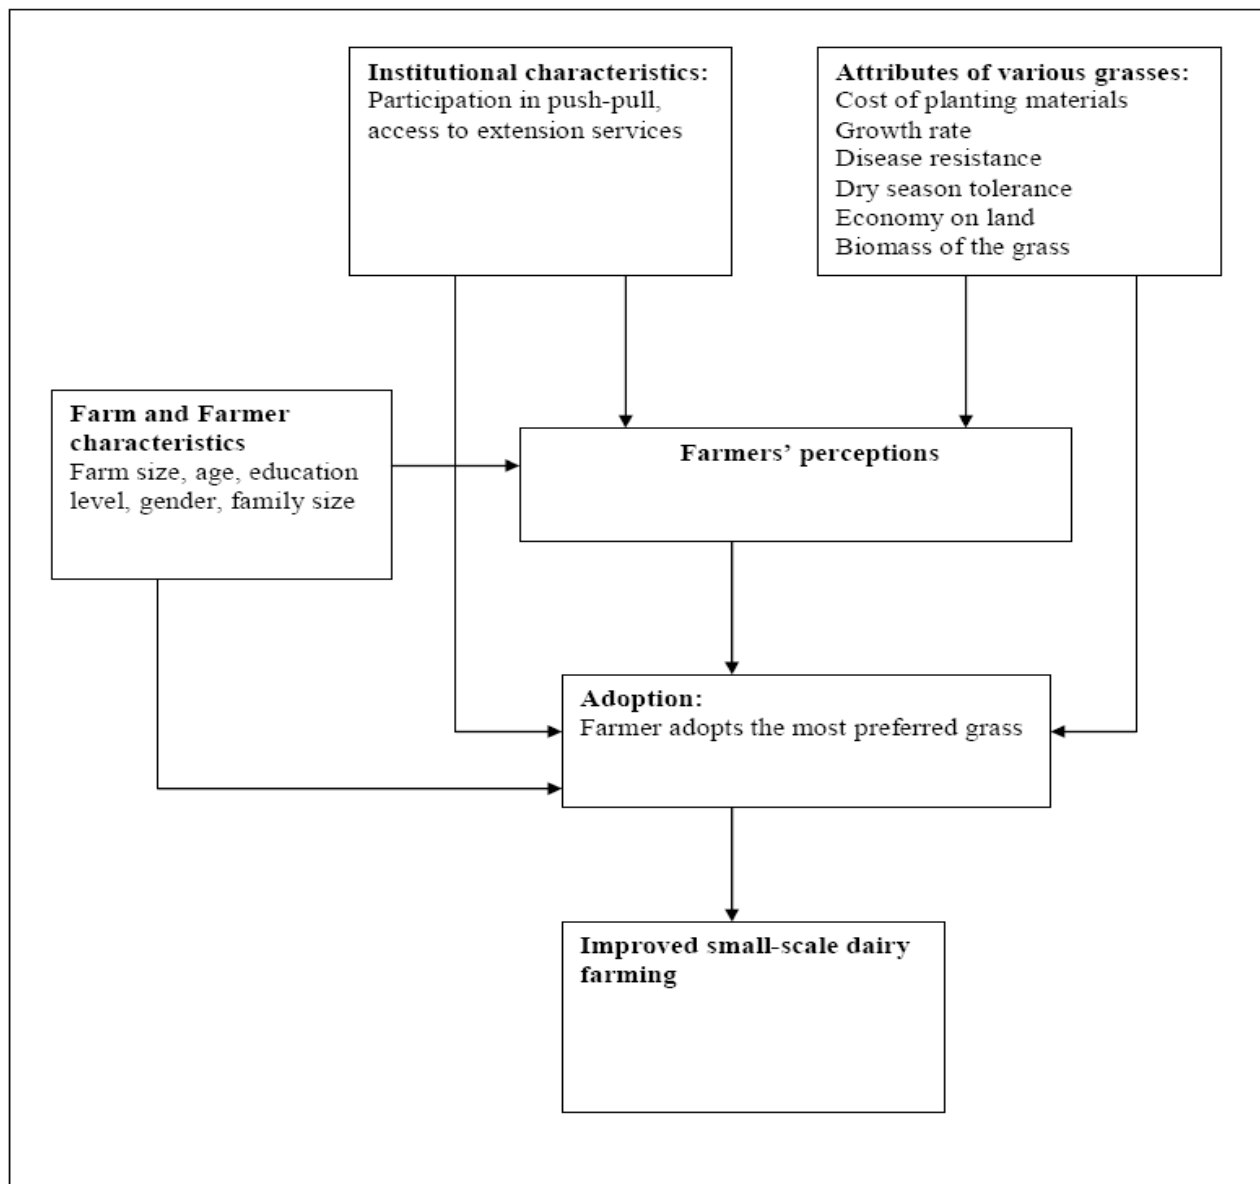 Institutional characteristics:
Participation in push-pull,
access to extension services
Attributes of various grasses:
Cost of planting materials
Growth rate
Disease resistance
Dry season tolerance
Economy on land
Biomass of the grass
Farm and Farmer
characteristics
Farm size, age, education
level, gender, family size
Farmers’ perceptions
Adoption:
Farmer adopts the most preferred grass
Improved small-scale dairy
farming